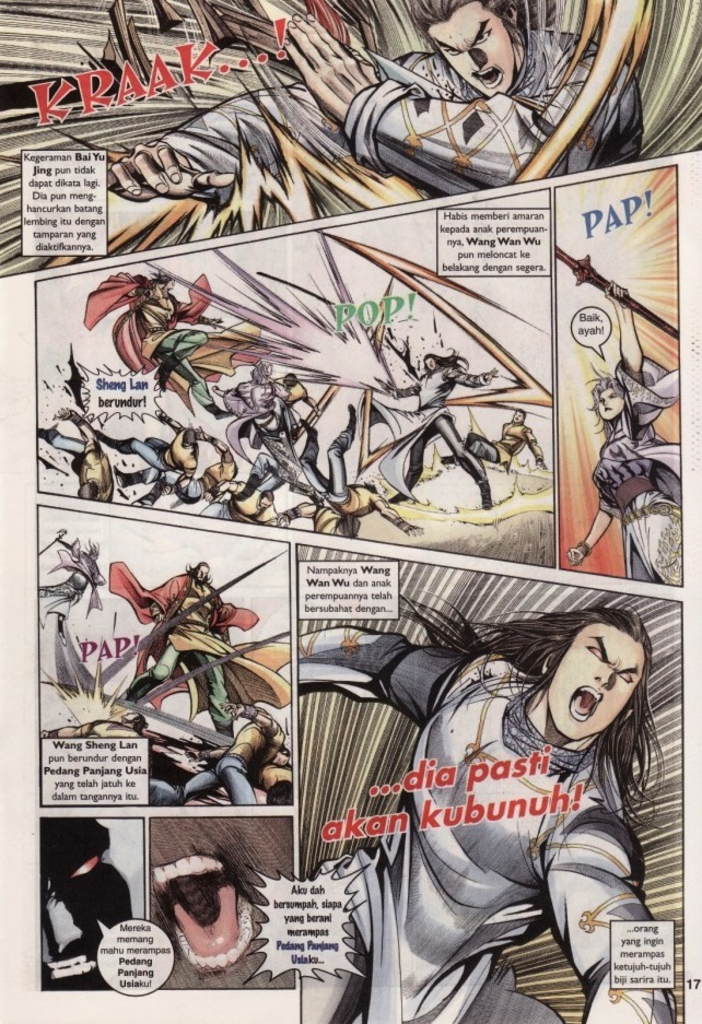 KRAAK...!
Kegeraman Bai Yu
Jing pun tidak
dapat dikata lagi.
Dia pun meng-
hancurkan batang
lembing itu dengan
tamparan yang
diaktifkannya.
Habis memberi amaran
kepada anak perempuan-
nya, Wang Wan Wu
pun meloncat ke
belakang dengan segera.
PAP!
Baik,
ayah!
POP!
Sheng Lan
berundur!
PAP!
Wang Sheng Lan
pun berundur dengan
Pedang Panjang Usia
yang telah jatuh ke
dalam tangannya itu.
Nampaknya Wang
Wan Wu dan anak
perempuannya telah
bersubahat dengan...
Mereka
memang
mahu merampas
Pedang
Panjang
Usiaku!
Aku dah
bersumpah, siapa
yang berani
merampas
Pedang Panjang
Usiaku...
...dia pasti
akan kubunuh!
...orang
yang ingin
merampas
ketujuh-tujuh
biji sarira itu.
17